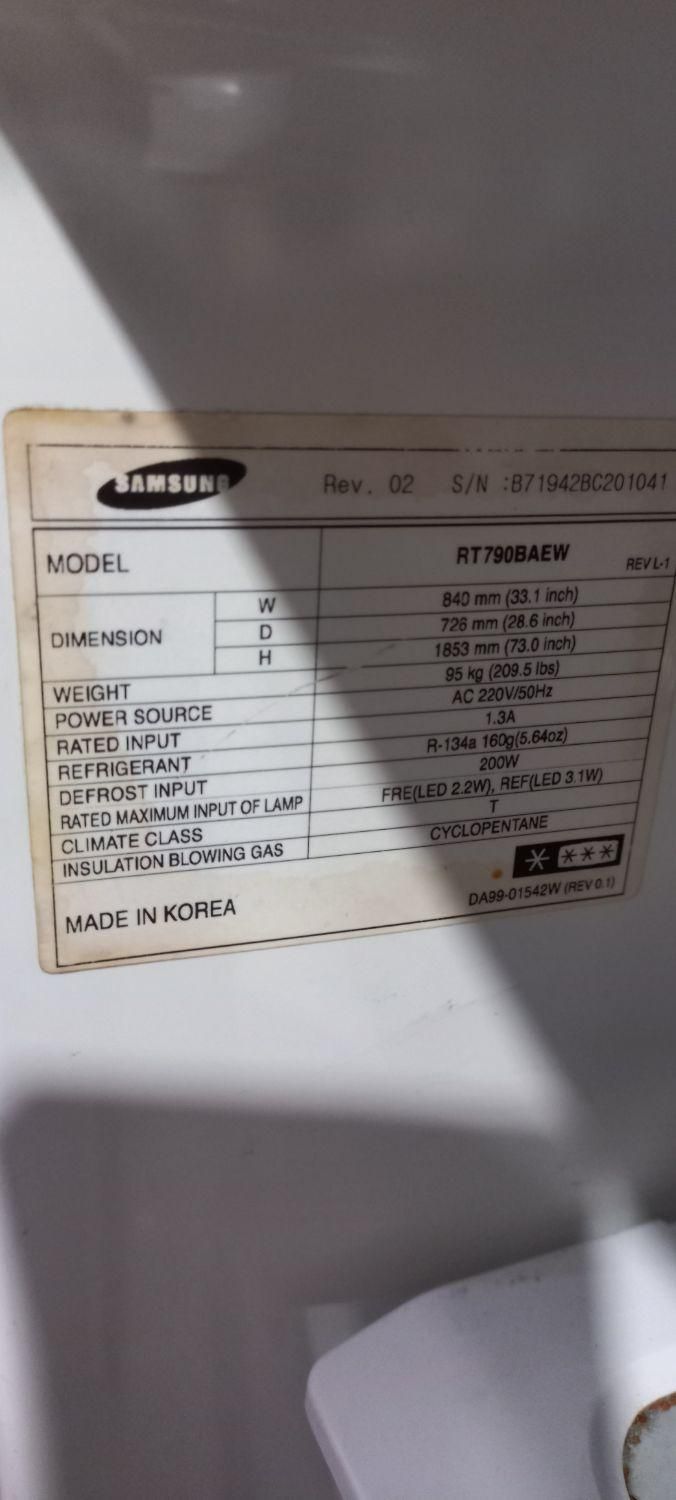 SAMSUNG Rev. 02 S/N :B71942BC201041
MODEL RT790BAEW REV L-1
DIMENSION W 840 mm (33.1 inch)
D 726 mm (28.6 inch)
H 1853 mm (73.0 inch)
WEIGHT 95 kg (209.5 lbs)
POWER SOURCE AC 220V/50Hz
RATED INPUT 1.3A
REFRIGERANT R-134a 160g(5.64oz)
DEFROST INPUT 200W
RATED MAXIMUM INPUT OF LAMP FRE(LED 2.2W), REF(LED 3.1W)
CLIMATE CLASS T
INSULATION BLOWING GAS CYCLOPENTANE
MADE IN KOREA DA99-01542W (REV 0.1)